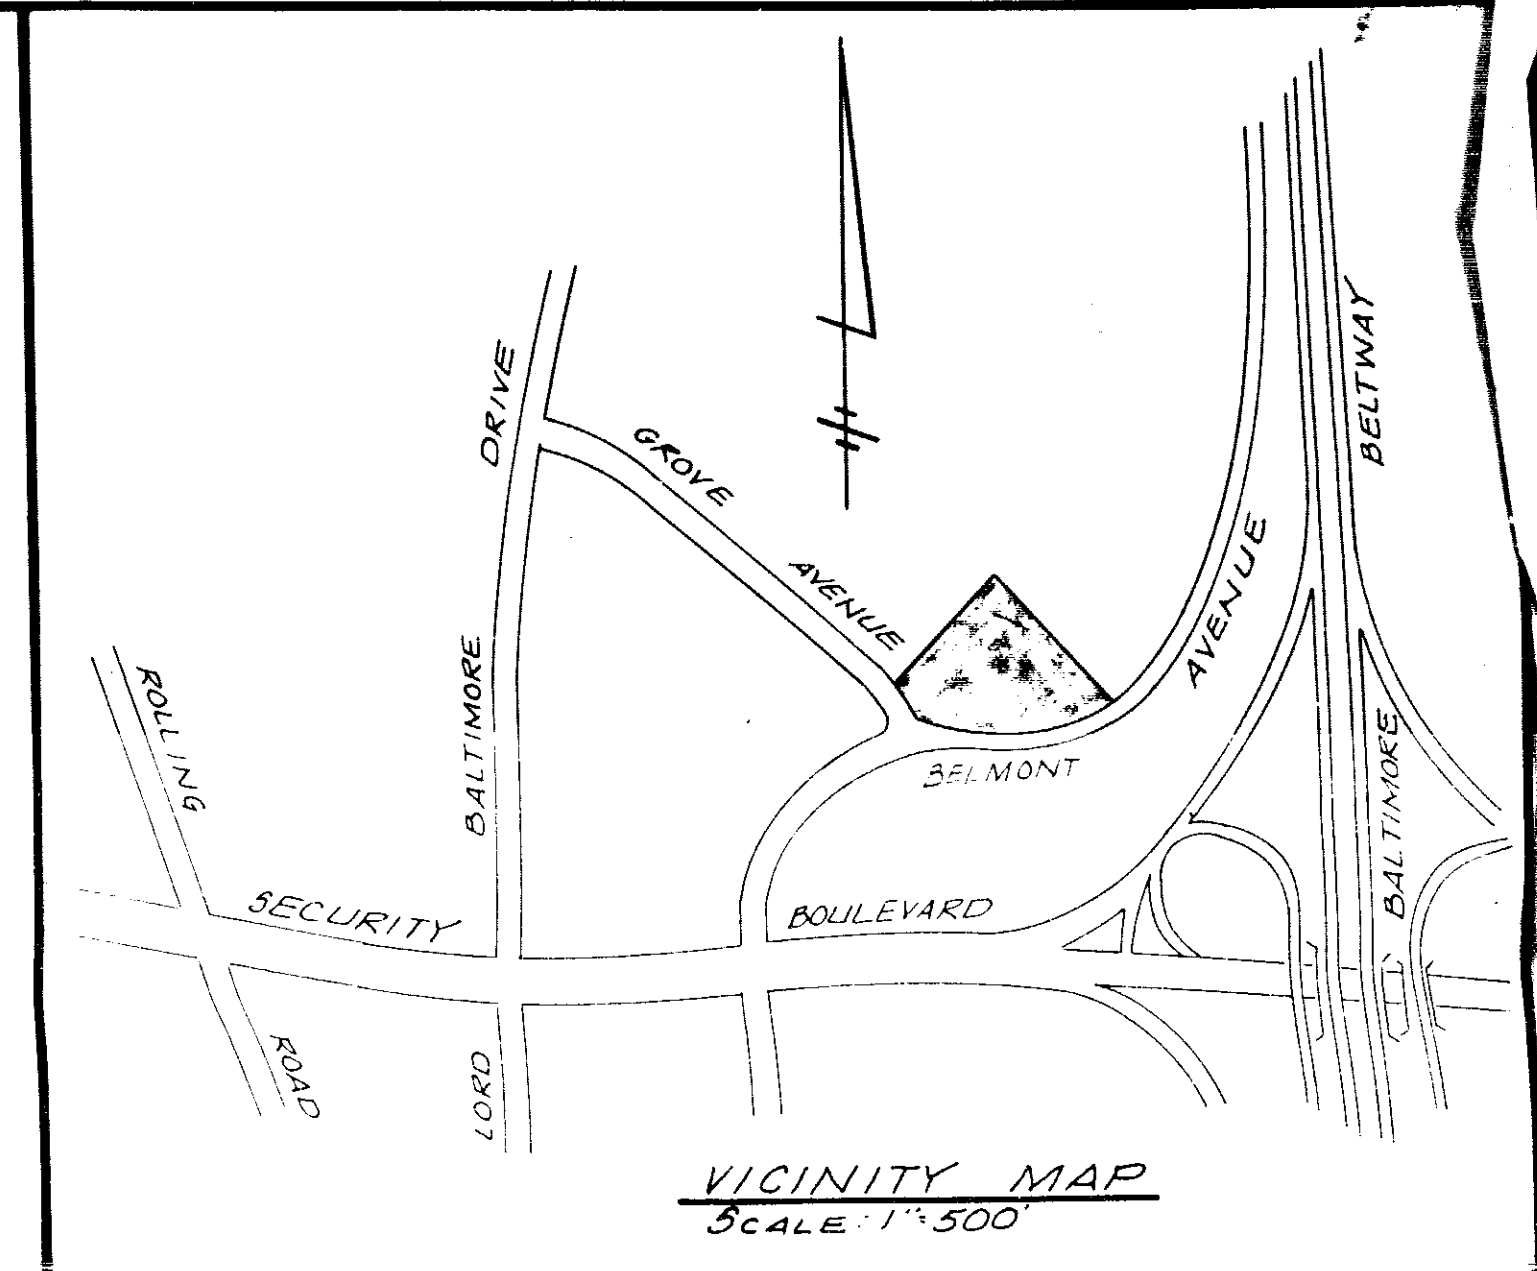 BELTWAY
DRIVE
GROVE
AVENUE
AVENUE
BALTIMORE
ROLLING
BELMONT
BALTIMORE
SECURITY
BOULEVARD
ROAD
LORD
VICINITY MAP
SCALE: 1"=500'